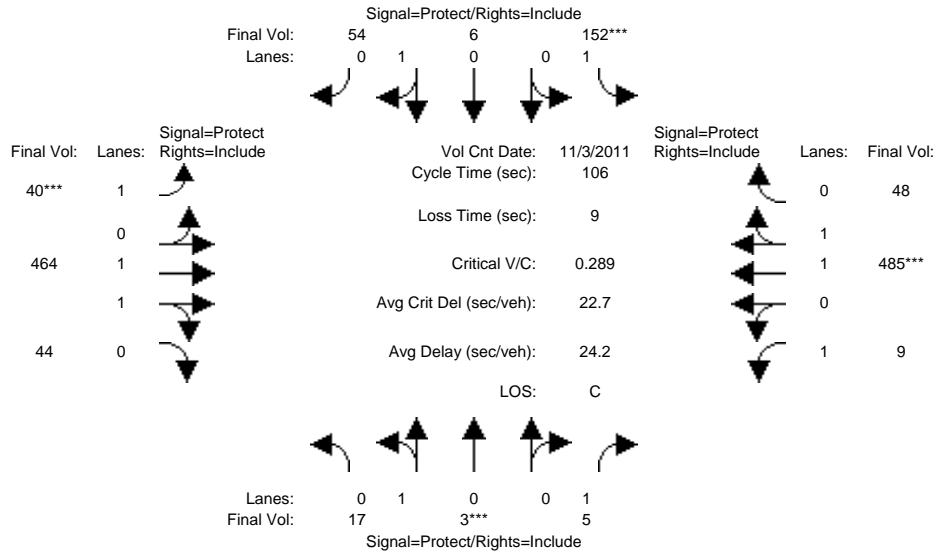 Signal=Protect/Rights=Include
Final Vol: 54 6 152***
Lanes: 0 1 0 0 1
Signal=Protect Signal=Protect
Final Vol: Lanes: Rights=Include Vol Cnt Date: 11/3/2011 Rights=Include Lanes: Final Vol:
Cycle Time (sec): 106
40*** 1 0 48
Loss Time (sec): 9
0 1
464 1 Critical V/C: 0.289 1 485***
1 Avg Crit Del (sec/veh): 22.7 0
44 0 Avg Delay (sec/veh): 24.2 1 9
LOS: C
Lanes: 0 1 0 0 1
Final Vol: 17 3*** 5
Signal=Protect/Rights=Include